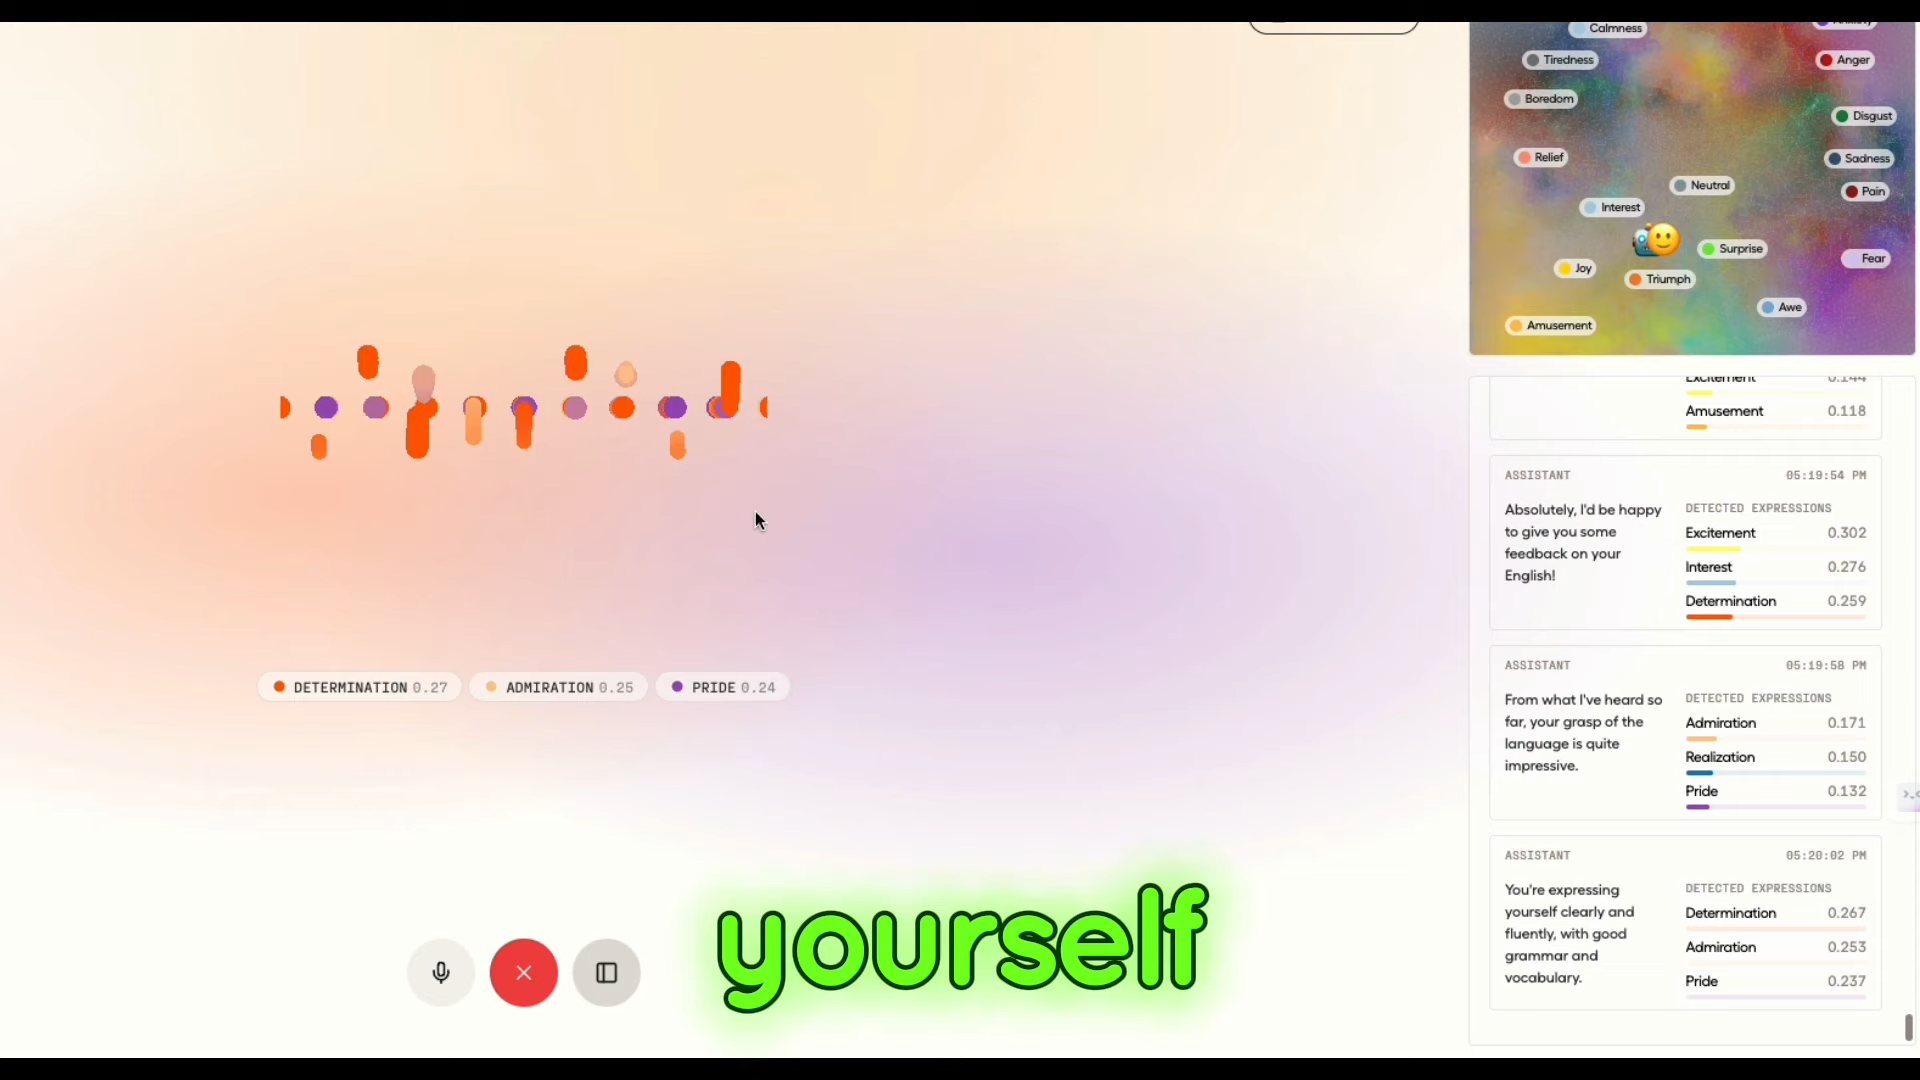 Calmness
Anxiety
Tiredness
Anger
Boredom
Disgust
Relief
Sadness
Neutral
Pain
Interest
Surprise
Fear
Joy
Triumph
Awe
Amusement
Excitement 0.144
Amusement 0.118
ASSISTANT 05:19:54 PM
Absolutely, I'd be happy
to give you some
feedback on your
English!
DETECTED EXPRESSIONS
Excitement 0.302
Interest 0.276
Determination 0.259
ASSISTANT 05:19:58 PM
From what I've heard so
far, your grasp of the
language is quite
impressive.
DETECTED EXPRESSIONS
Admiration 0.171
Realization 0.150
Pride 0.132
ASSISTANT 05:20:02 PM
You're expressing
yourself clearly and
fluently, with good
grammar and
vocabulary.
DETECTED EXPRESSIONS
Determination 0.267
Admiration 0.253
Pride 0.237
DETERMINATION 0.27
ADMIRATION 0.25
PRIDE 0.24
yourself